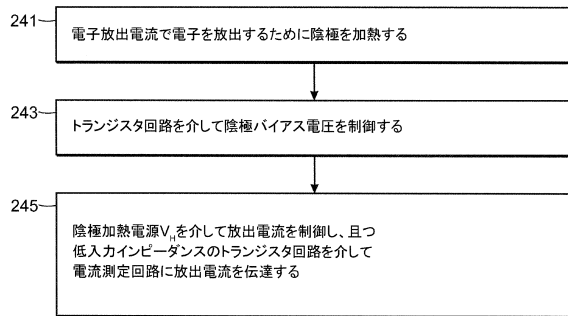 241
電子放出電流で電子を放出するために陰極を加熱する
243
トランジスタ回路を介して陰極バイアス電圧を制御する
245
陰極加熱電源VHを介して放出電流を制御し、且つ
低入力インピーダンスのトランジスタ回路を介して
電流測定回路に放出電流を伝達する